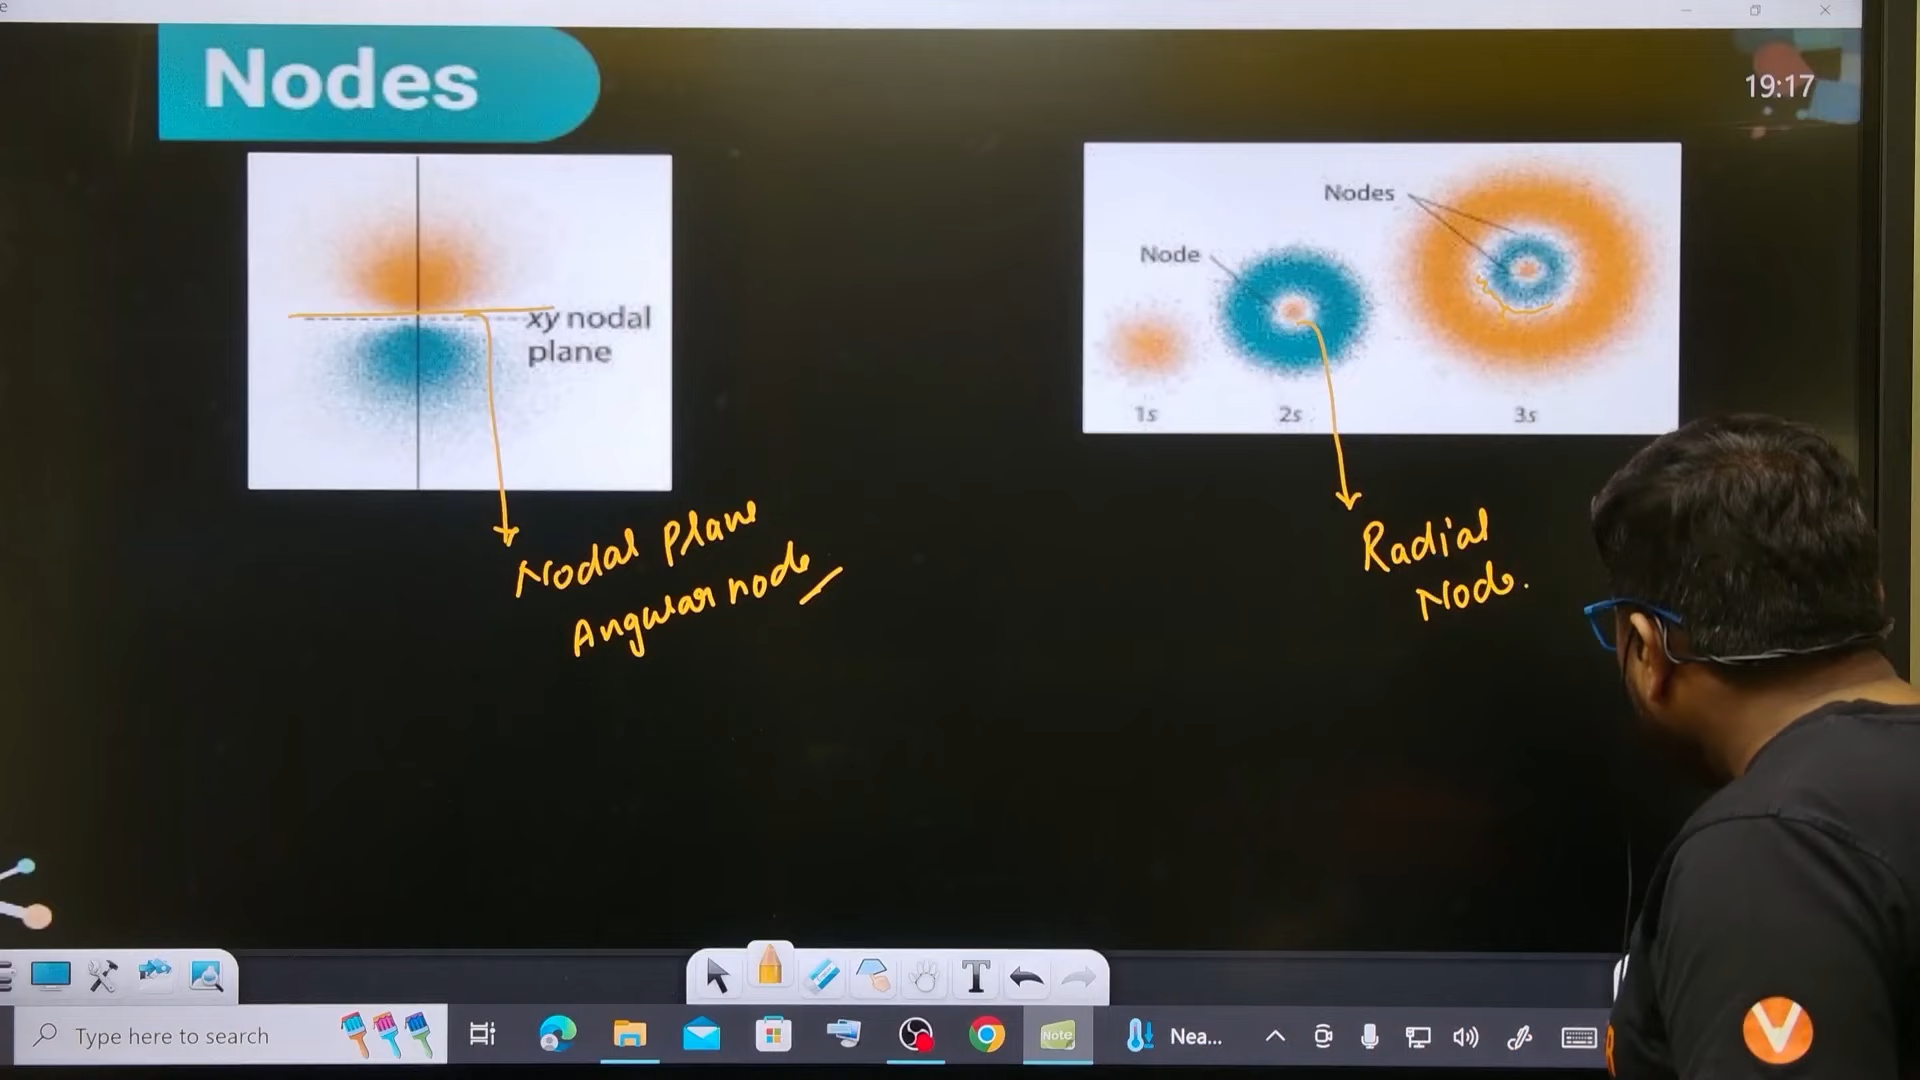 e
Nodes
19:17
xy nodal
plane
Nodal Plane
Angular node
Node
Nodes
1s
2s
3s
Radial
Node.
T
Type here to search
Note
Nea...
V